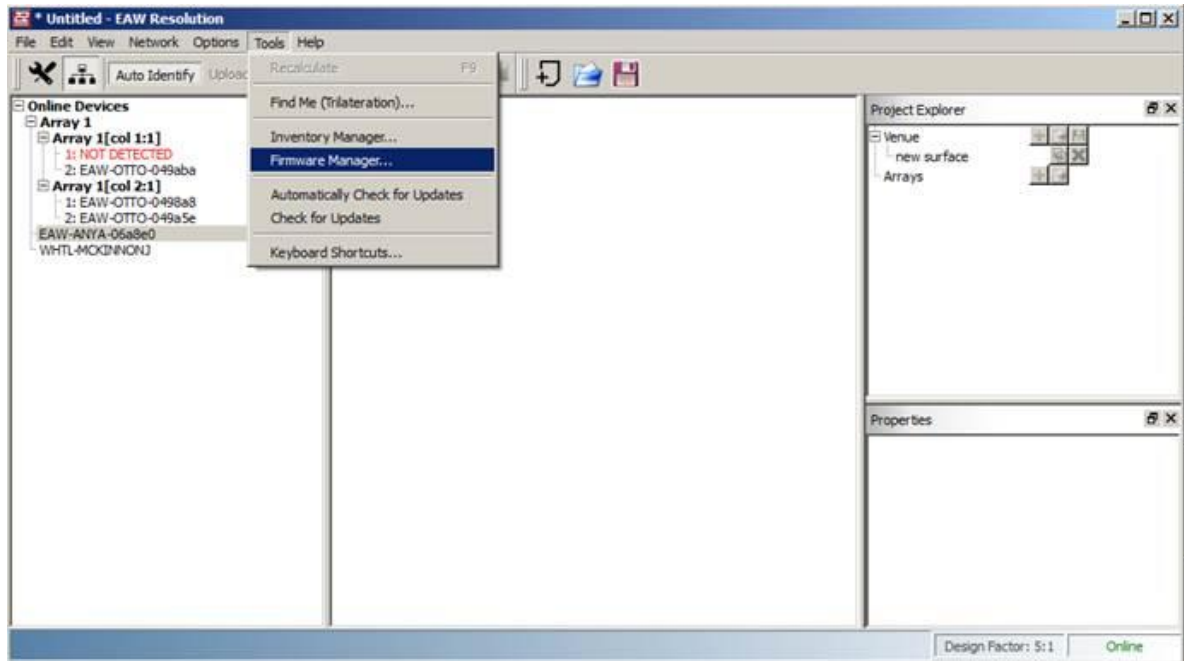 * Untitled - EAW Resolution
File Edit View Network Options Tools Help
Auto Identify
Recalculate F9
Find Me (Trilateration)...
Inventory Manager...
Firmware Manager...
Automatically Check for Updates
Check for Updates
Keyboard Shortcuts...
Online Devices
Array 1
Array 1[col 1:1]
1: NOT DETECTED
2: EAW-OTTO-049aba
Array 1[col 2:1]
1: EAW-OTTO-0498a8
2: EAW-OTTO-049a5e
EAW-ANYA-06a8e0
WHTL-MCKINNONJ
Project Explorer
Venue
new surface
Arrays
Properties
Design Factor: 5:1
Online